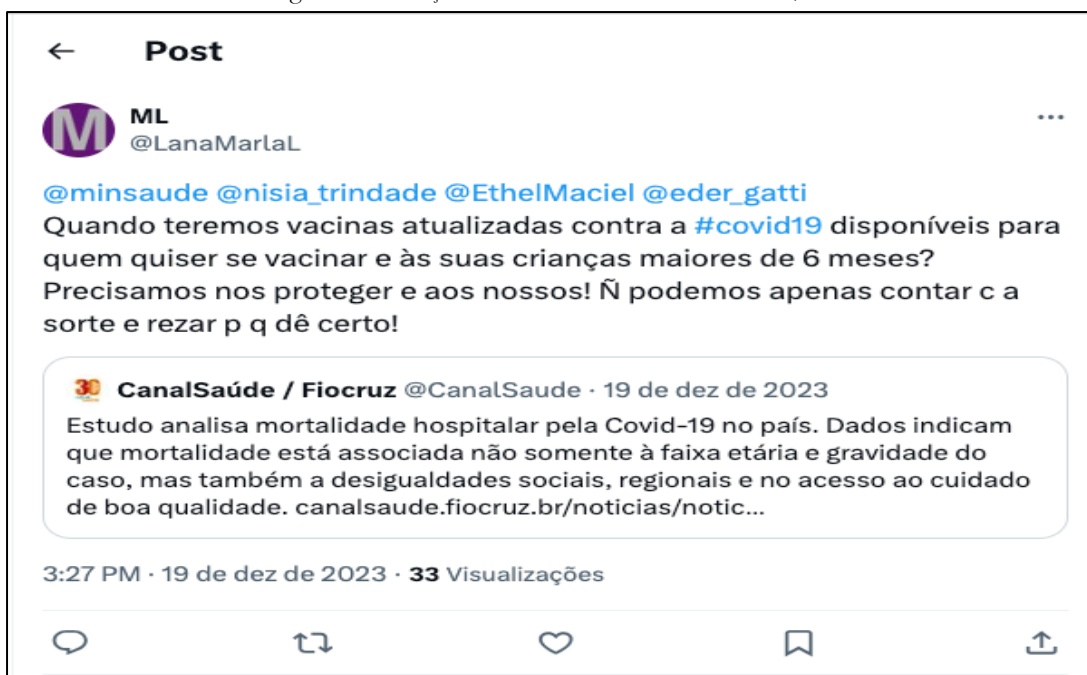 Post
M ML
@LanaMarlaL
@minsaude @nisia_trindade @EthelMaciel @eder_gatti
Quando teremos vacinas atualizadas contra a #covid19 disponíveis para
quem quiser se vacinar e às suas crianças maiores de 6 meses?
Precisamos nos proteger e aos nossos! Ñ podemos apenas contar c a
sorte e rezar p q dê certo!
30 CanalSaúde / Fiocruz @CanalSaude · 19 de dez de 2023
Estudo analisa mortalidade hospitalar pela Covid-19 no país. Dados indicam
que mortalidade está associada não somente à faixa etária e gravidade do
caso, mas também a desigualdades sociais, regionais e no acesso ao cuidado
de boa qualidade. canalsaude.fiocruz.br/noticias/notic...
3:27 PM · 19 de dez de 2023 · 33 Visualizações